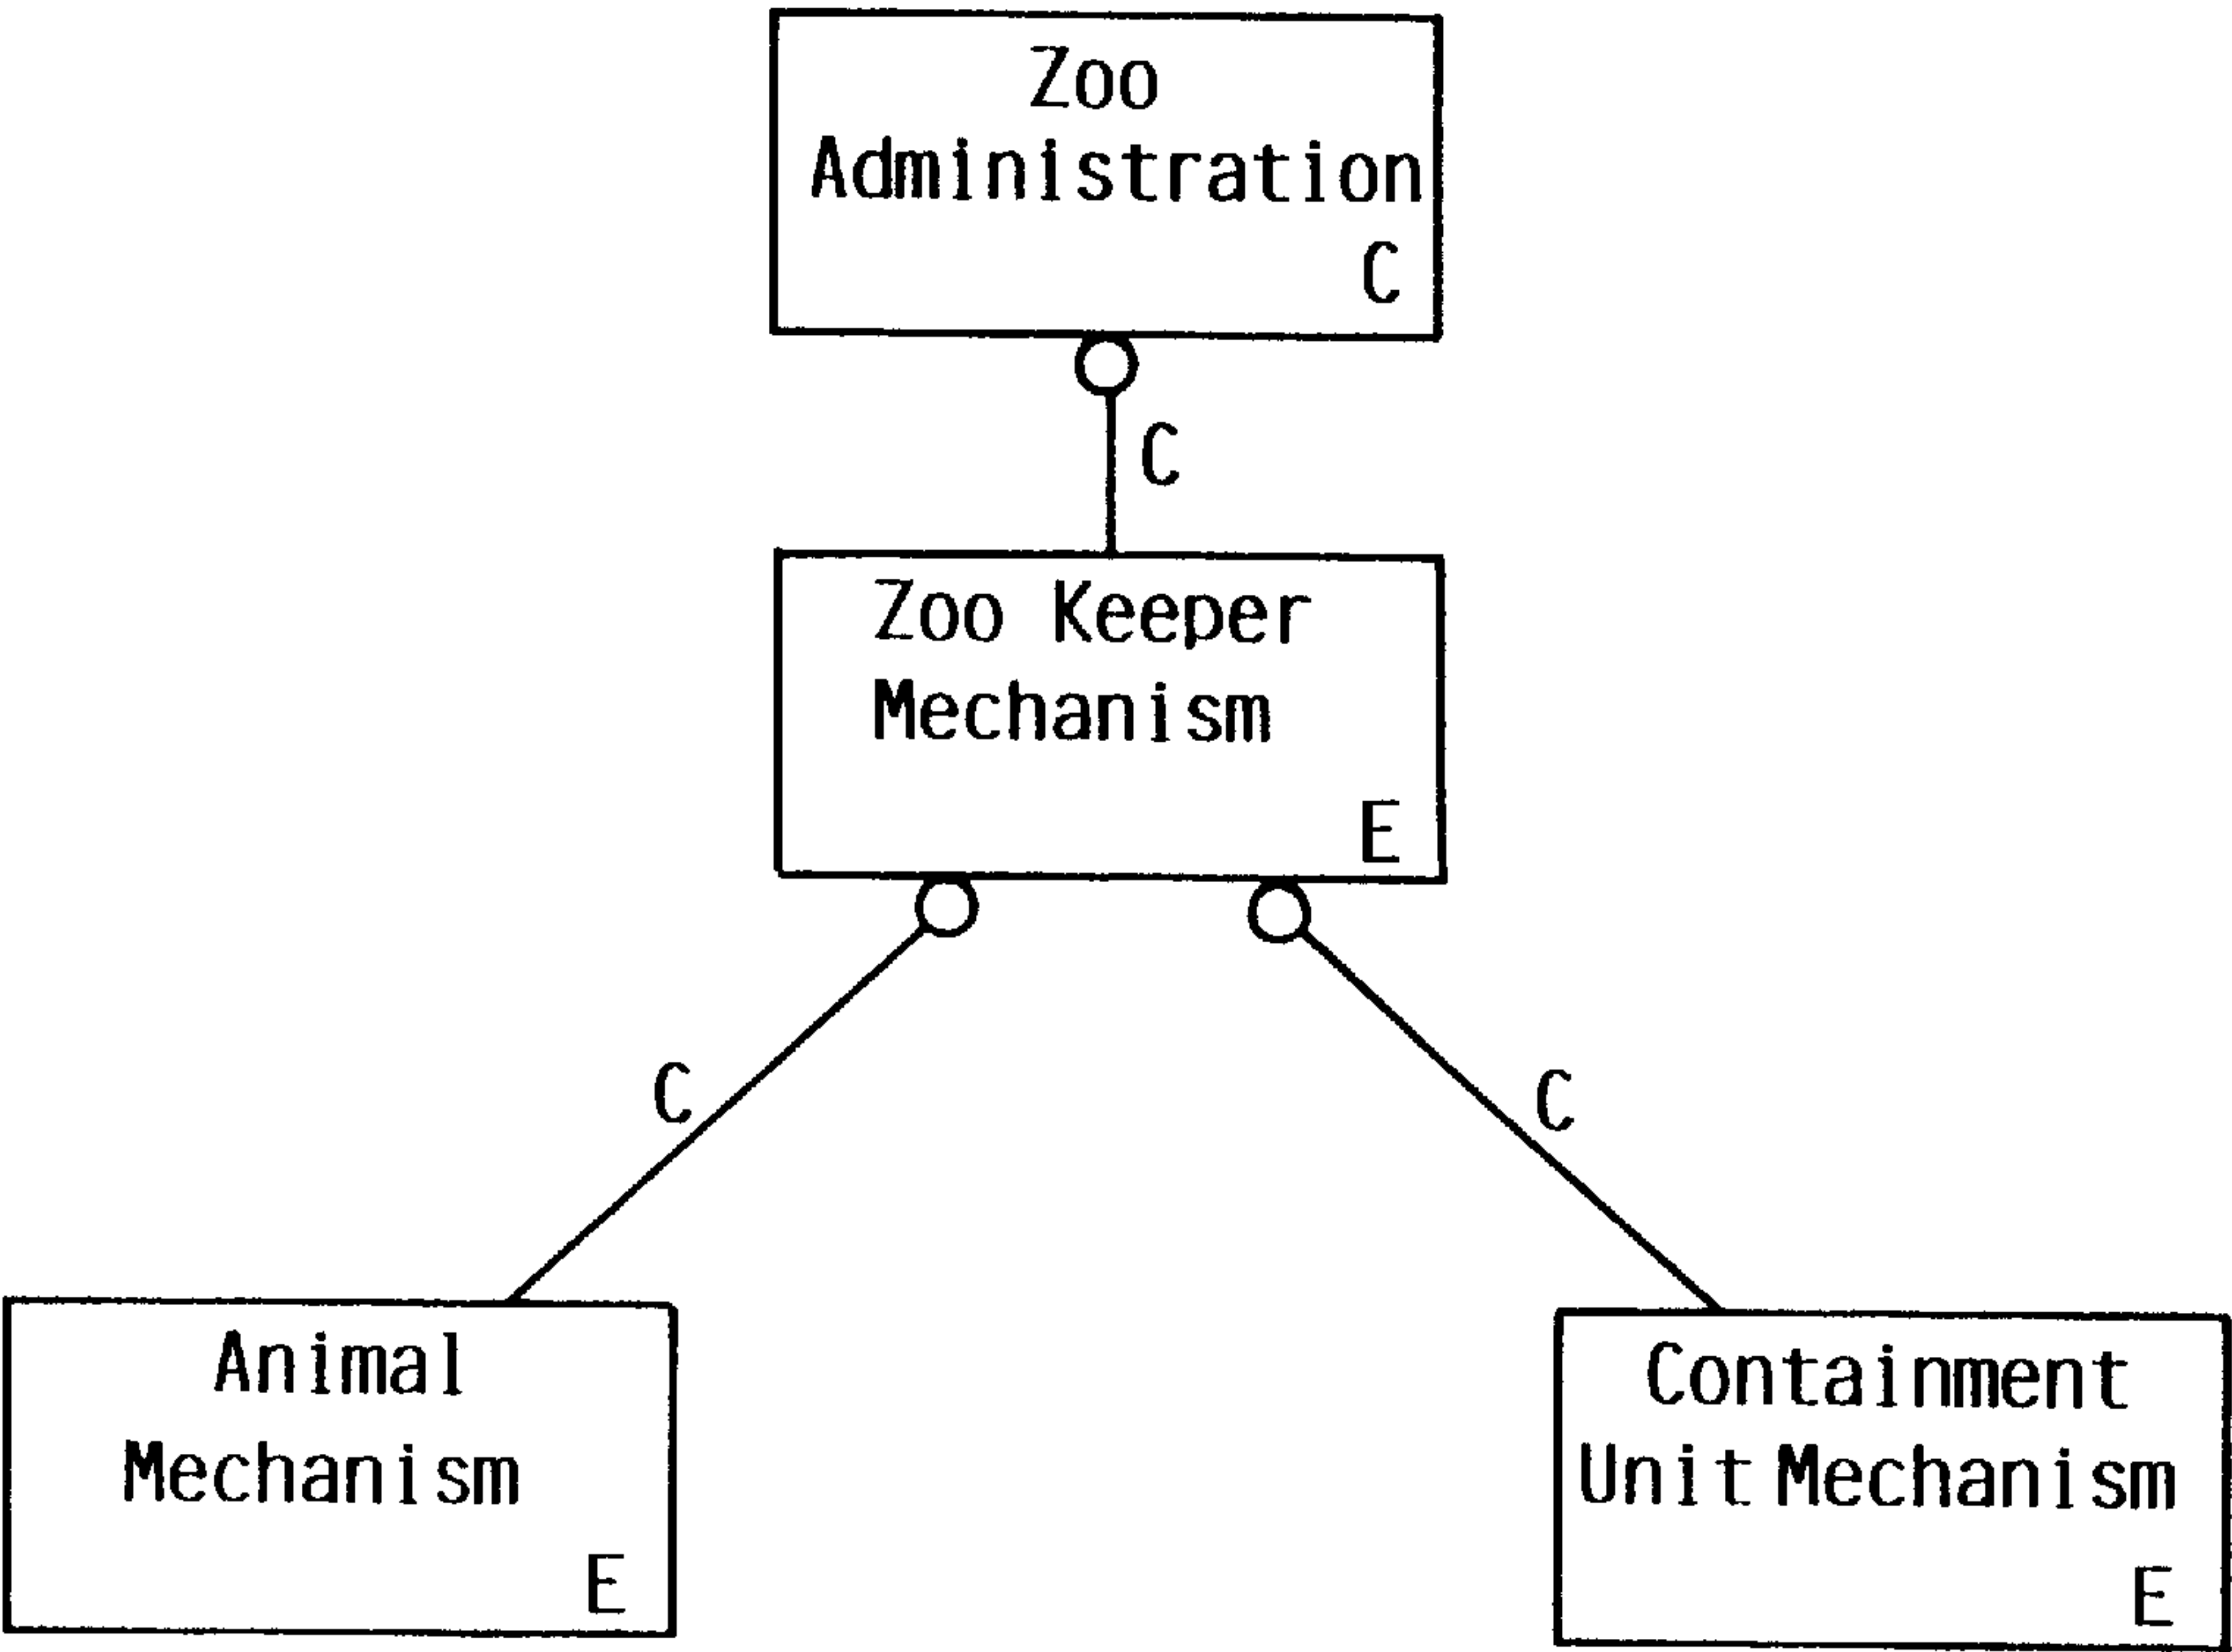 Zoo
Administration
C
C
Zoo Keeper
Mechanism
E
C
C
Animal
Mechanism
E
Containment
Unit Mechanism
E